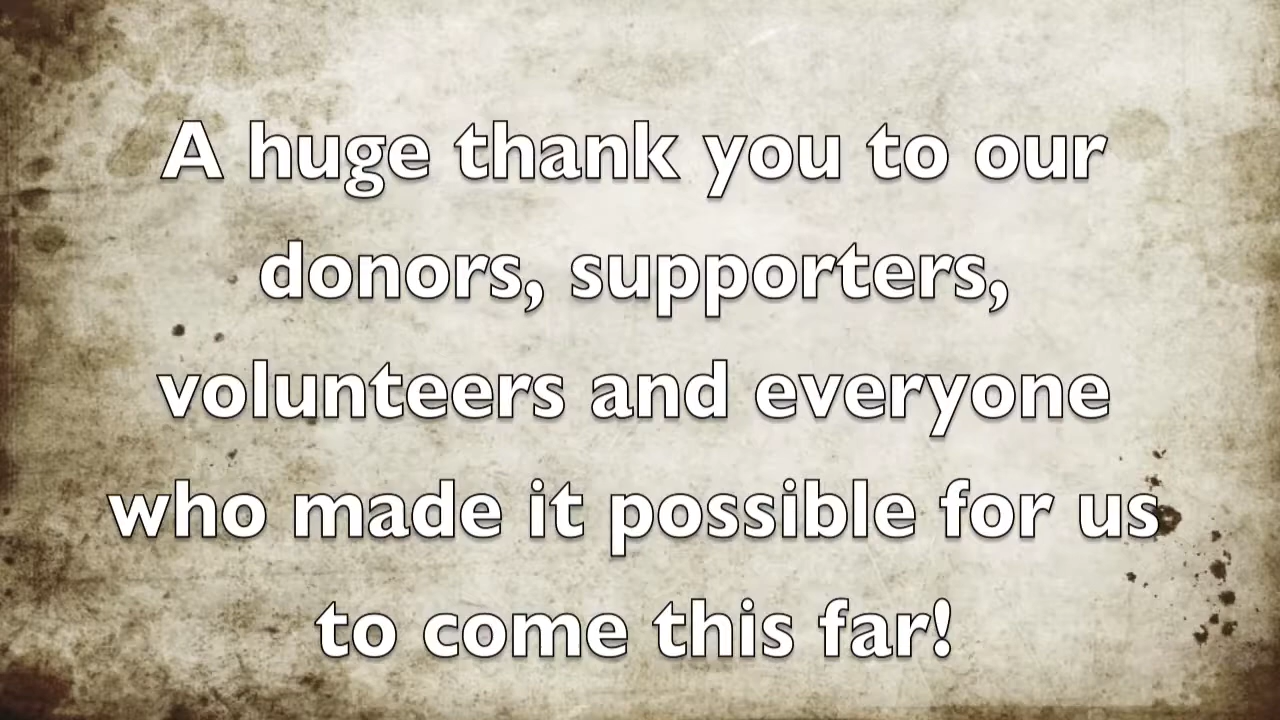 A huge thank you to our
donors, supporters,
volunteers and everyone
who made it possible for us
to come this far!